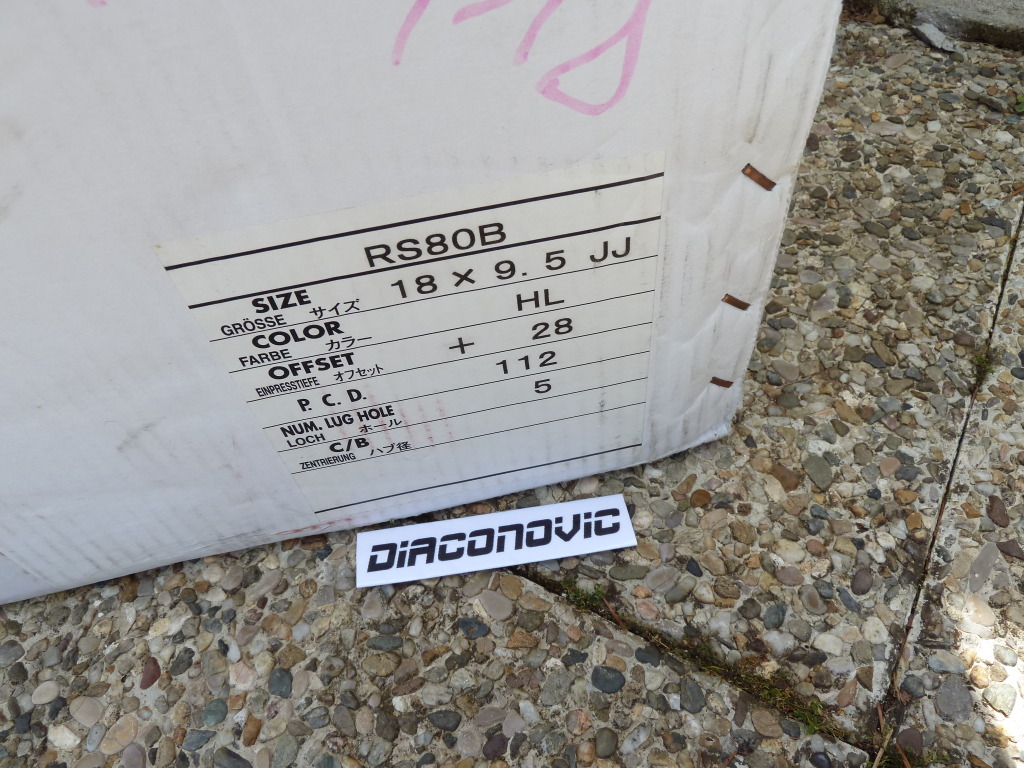 RS80B
SIZE 18 × 9.5 JJ
GRÖSSE サイズ
COLOR HL
FARBE カラー
OFFSET + 28
EINPRESSTIEFE オフセット
P. C. D. 112
NUM. LUG HOLE 5
LOCH ホール
C/B
ZENTRIERUNG ハブ径
DIACONOVIC